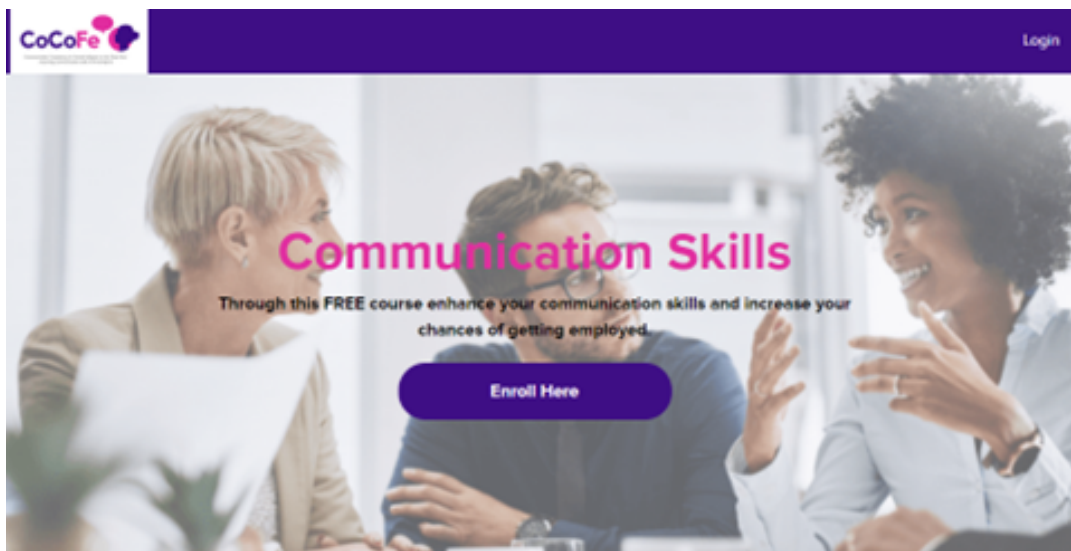 CoCoFe
Login
Communication Skills
Through this FREE course enhance your communication skills and increase your
chances of getting employed.
Enroll Here